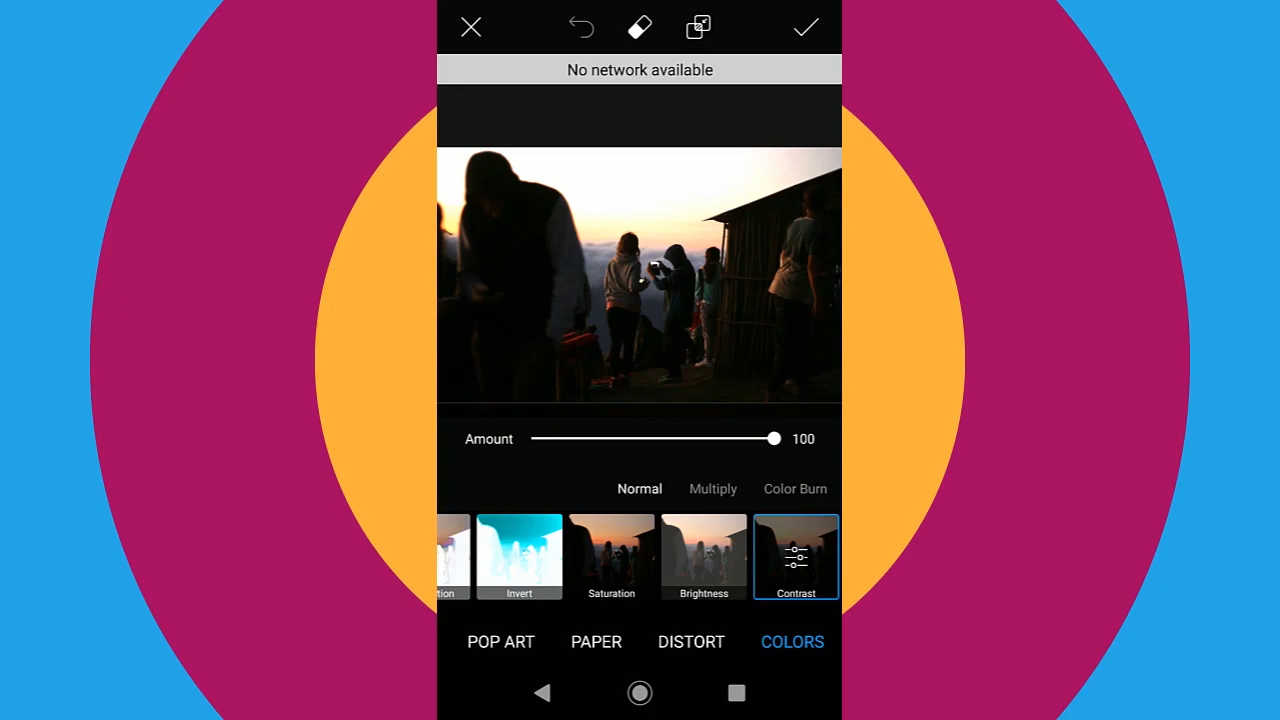 No network available
Amount 100
Normal Multiply Color Burn
tion Invert Saturation Brightness Contrast
POP ART PAPER DISTORT COLORS